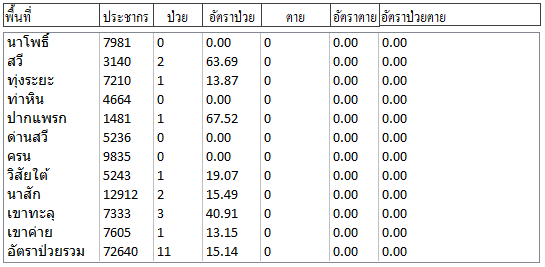 พื้นที่ ประชากร ป่วย อัตราป่วย ตาย อัตราตาย อัตราป่วยตาย
นาโพธิ์ 7981 0 0.00 0 0.00 0.00
สวี 3140 2 63.69 0 0.00 0.00
ทุ่งระยะ 7210 1 13.87 0 0.00 0.00
ท่าหิน 4664 0 0.00 0 0.00 0.00
ปากแพรก 1481 1 67.52 0 0.00 0.00
ด่านสวี 5236 0 0.00 0 0.00 0.00
ครน 9835 0 0.00 0 0.00 0.00
วิสัยใต้ 5243 1 19.07 0 0.00 0.00
นาสัก 12912 2 15.49 0 0.00 0.00
เขาทะลุ 7333 3 40.91 0 0.00 0.00
เขาค่าย 7605 1 13.15 0 0.00 0.00
อัตราป่วยรวม 72640 11 15.14 0 0.00 0.00